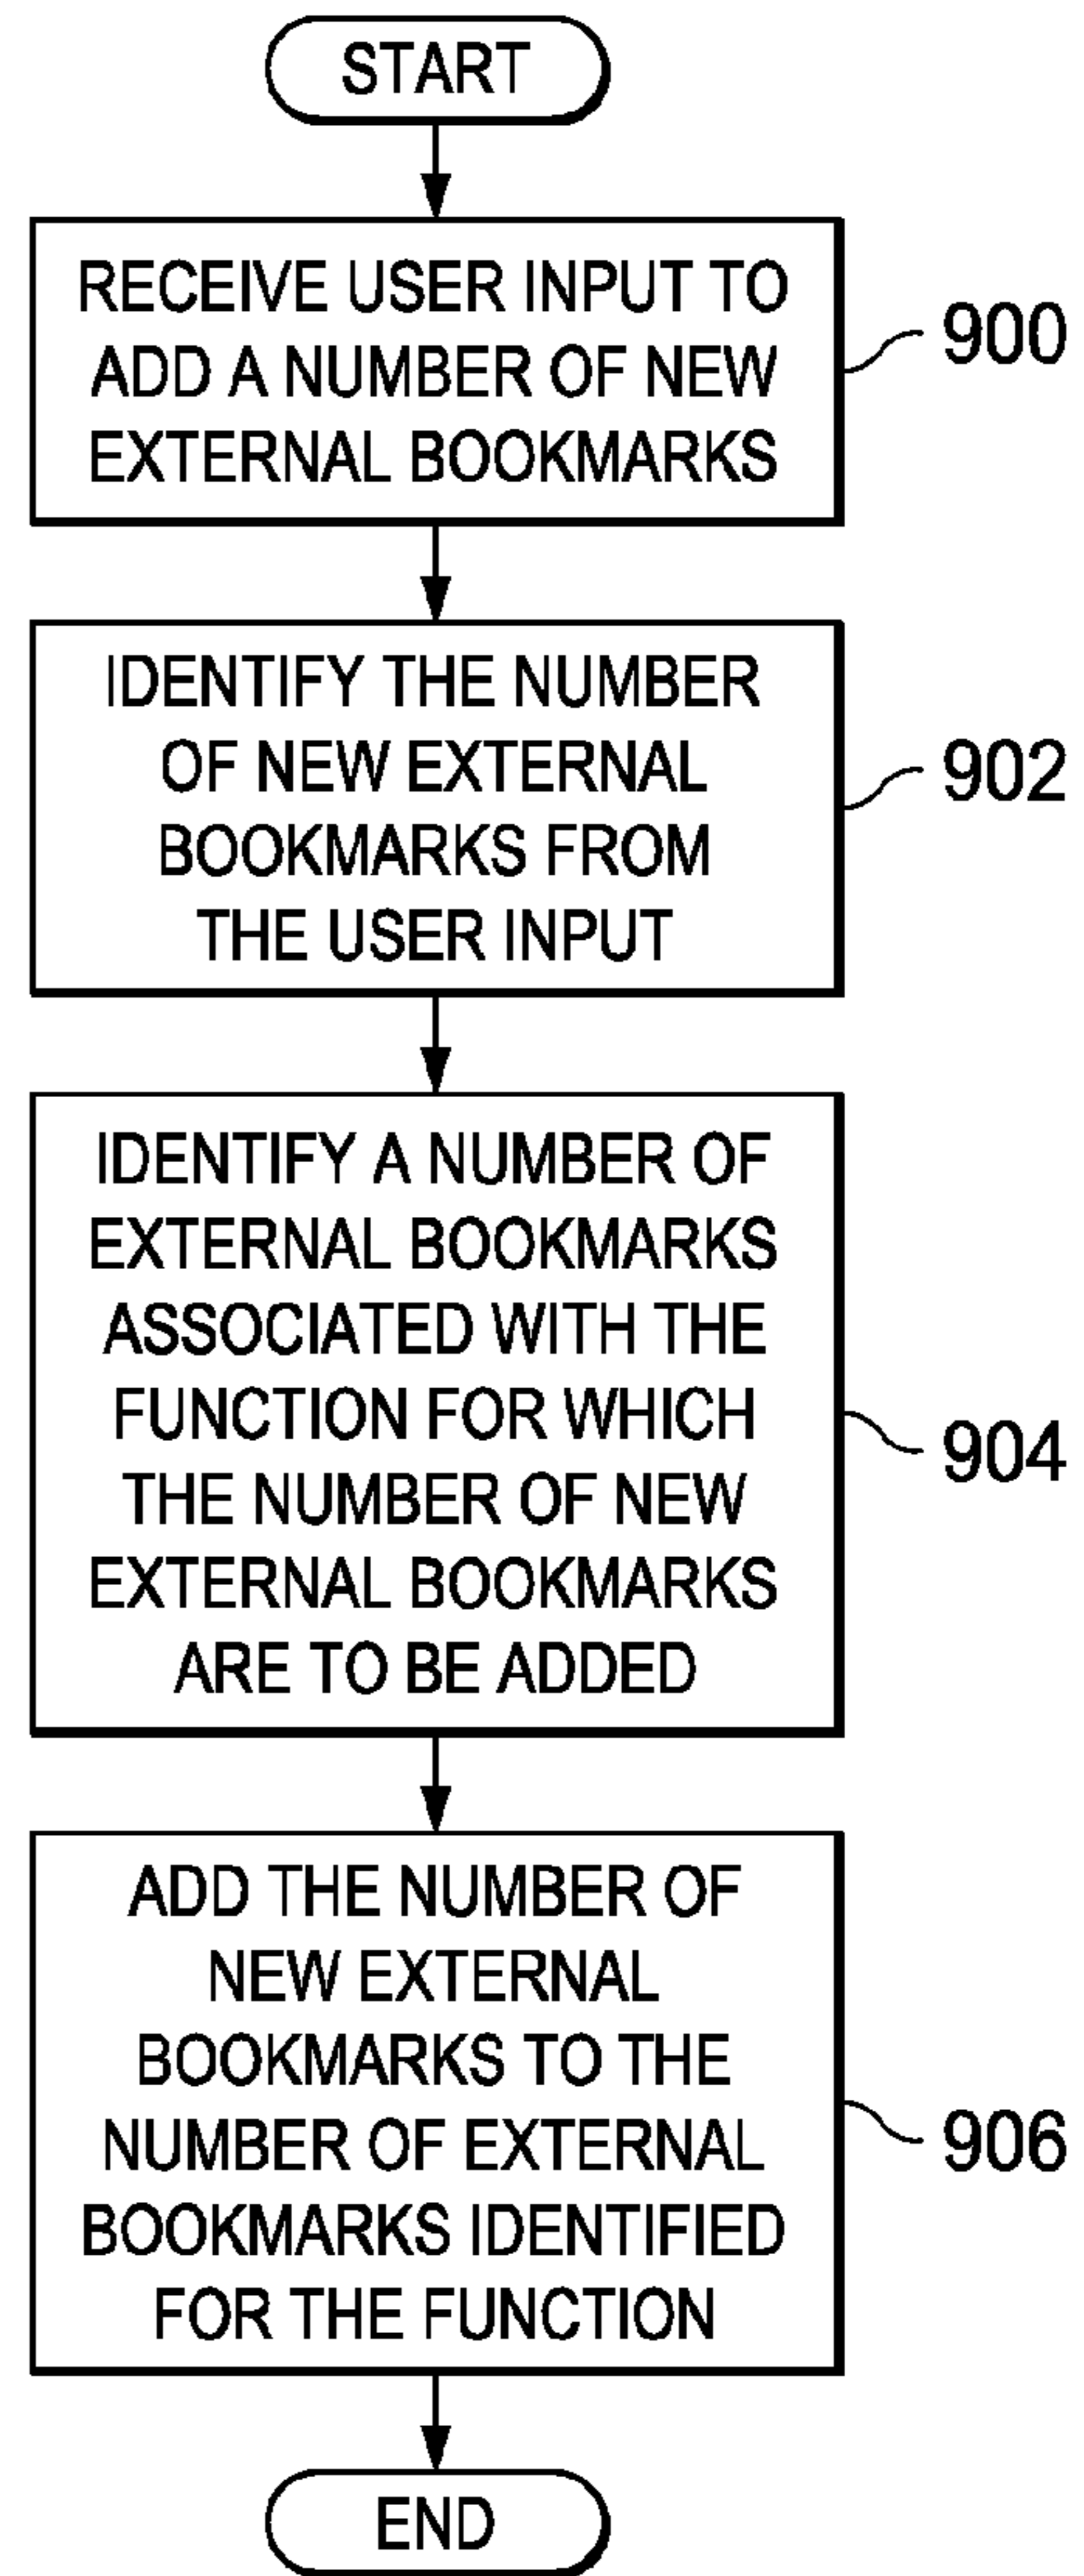 START
RECEIVE USER INPUT TO
ADD A NUMBER OF NEW
EXTERNAL BOOKMARKS
900
IDENTIFY THE NUMBER
OF NEW EXTERNAL
BOOKMARKS FROM
THE USER INPUT
902
IDENTIFY A NUMBER OF
EXTERNAL BOOKMARKS
ASSOCIATED WITH THE
FUNCTION FOR WHICH
THE NUMBER OF NEW
EXTERNAL BOOKMARKS
ARE TO BE ADDED
904
ADD THE NUMBER OF
NEW EXTERNAL
BOOKMARKS TO THE
NUMBER OF EXTERNAL
BOOKMARKS IDENTIFIED
FOR THE FUNCTION
906
END